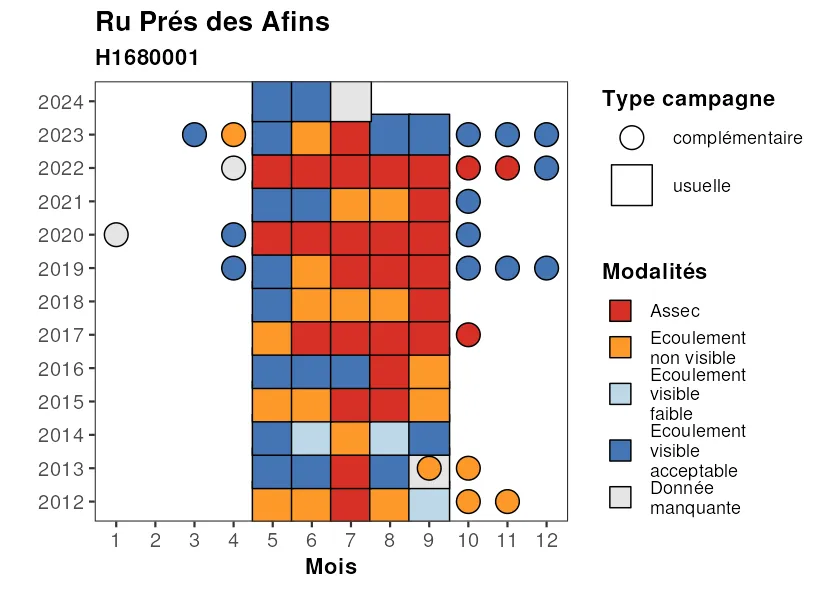 Ru Prés des Afins
H1680001
2024
2023
2022
2021
2020
2019
2018
2017
2016
2015
2014
2013
2012
1 2 3 4 5 6 7 8 9 10 11 12
Mois
Type campagne
complémentaire
usuelle
Modalités
Assec
Ecoulement
non visible
Ecoulement
visible
faible
Ecoulement
visible
acceptable
Donnée
manquante